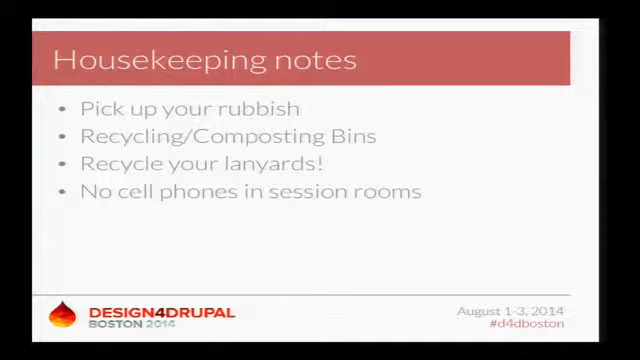 Housekeeping notes
• Pick up your rubbish
• Recycling/Composting Bins
• Recycle your lanyards!
• No cell phones in session rooms
DESIGN4DRUPAL
BOSTON 2014
August 1-3, 2014
#d4dboston